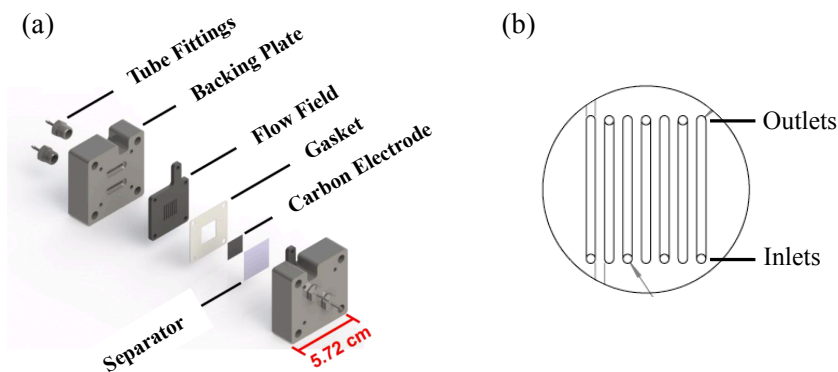 (a)
Tube Fittings
Backing Plate
Flow Field
Gasket
Carbon Electrode
Separator
5.72 cm
(b)
Outlets
Inlets